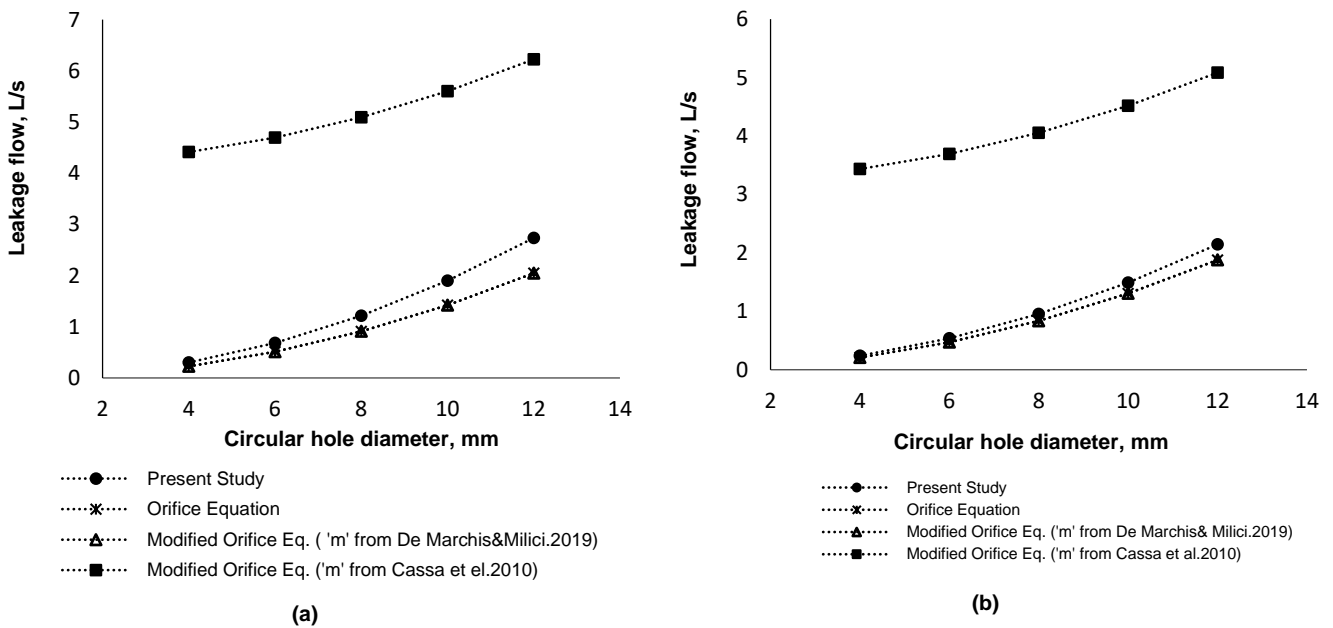 7
6
5
4
3
2
1
0
Leakage flow, L/s
2 4 6 8 10 12 14
Circular hole diameter, mm
Present Study
Orifice Equation
Modified Orifice Eq. ( 'm' from De Marchis&Milici.2019)
Modified Orifice Eq. ('m' from Cassa et el.2010)
(a)
6
5
4
3
2
1
0
Leakage flow, L/s
2 4 6 8 10 12 14
Circular hole diameter, mm
Present Study
Orifice Equation
Modified Orifice Eq. ('m' from De Marchis& Milici.2019)
Modified Orifice Eq. ('m' from Cassa et al.2010)
(b)